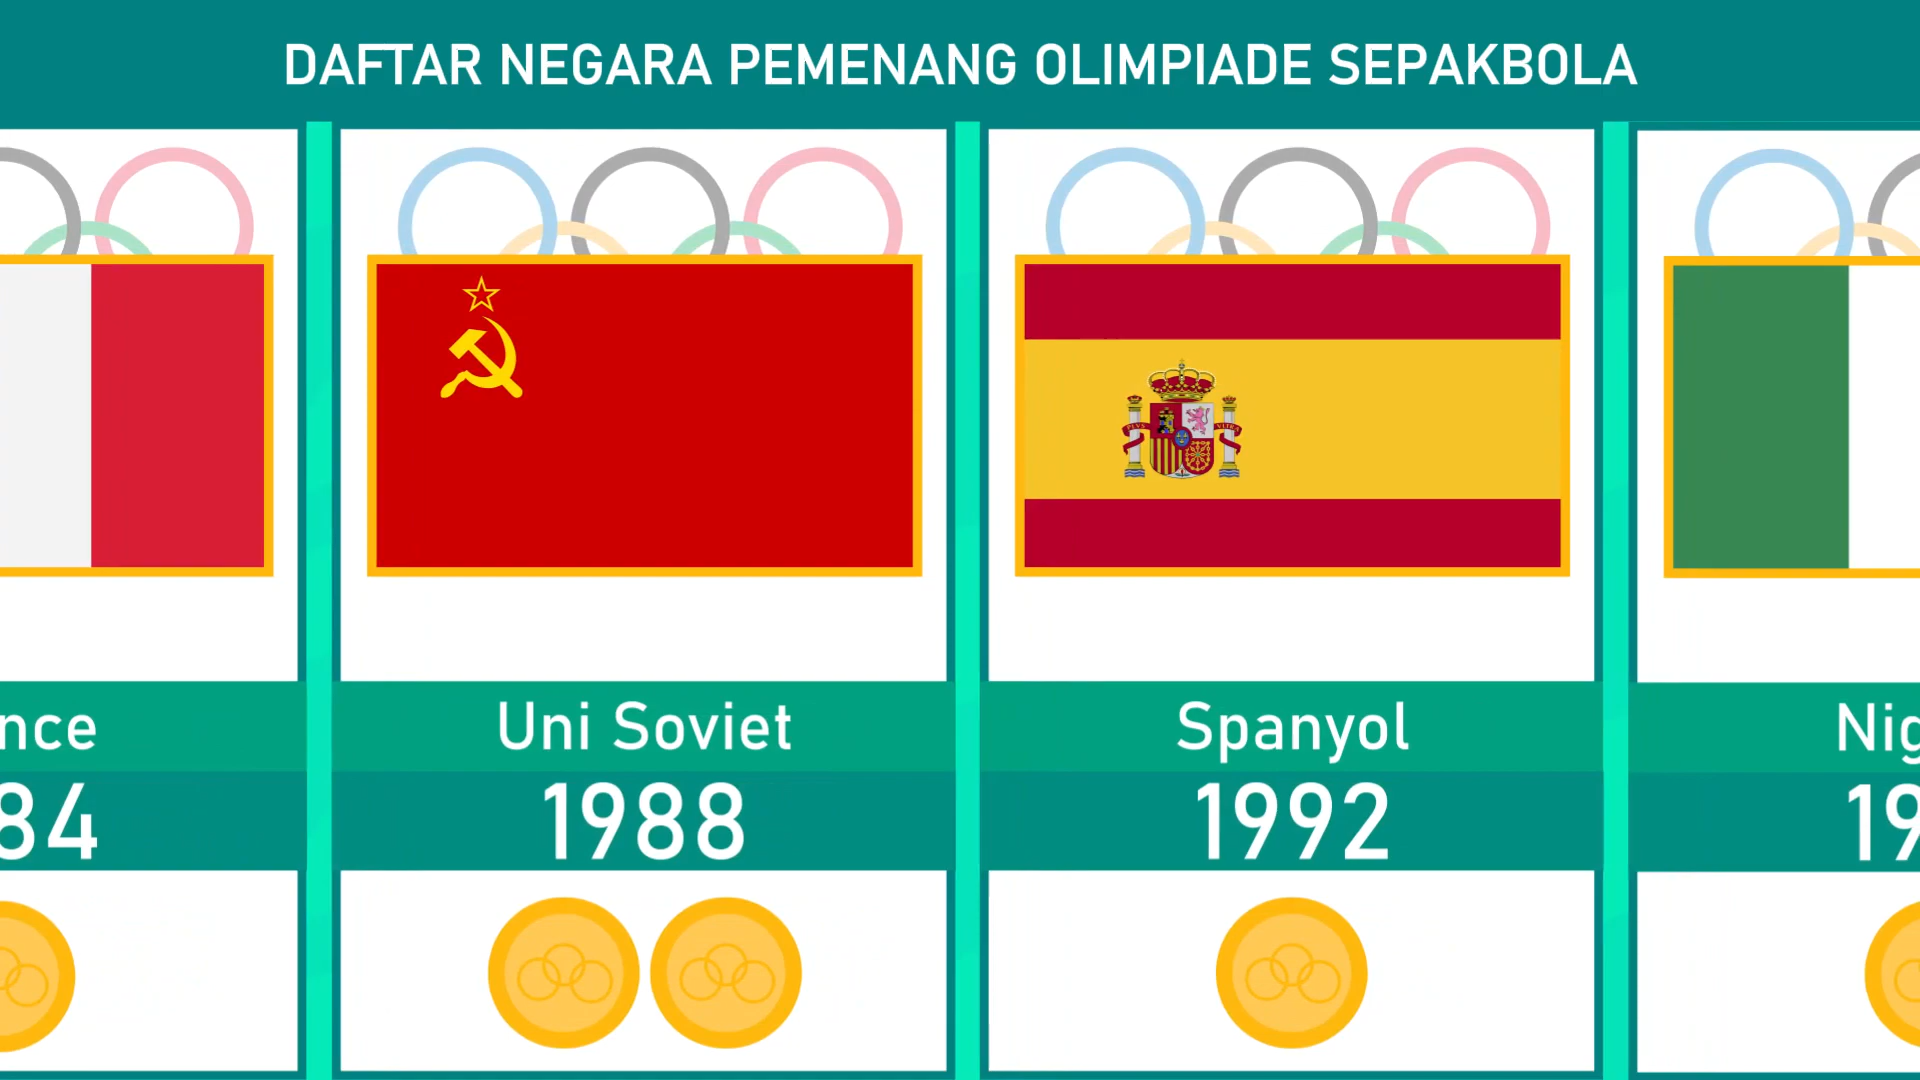 DAFTAR NEGARA PEMENANG OLIMPIADE SEPAKBOLA
nce
Uni Soviet
Spanyol
Nig
84
1988
1992
19